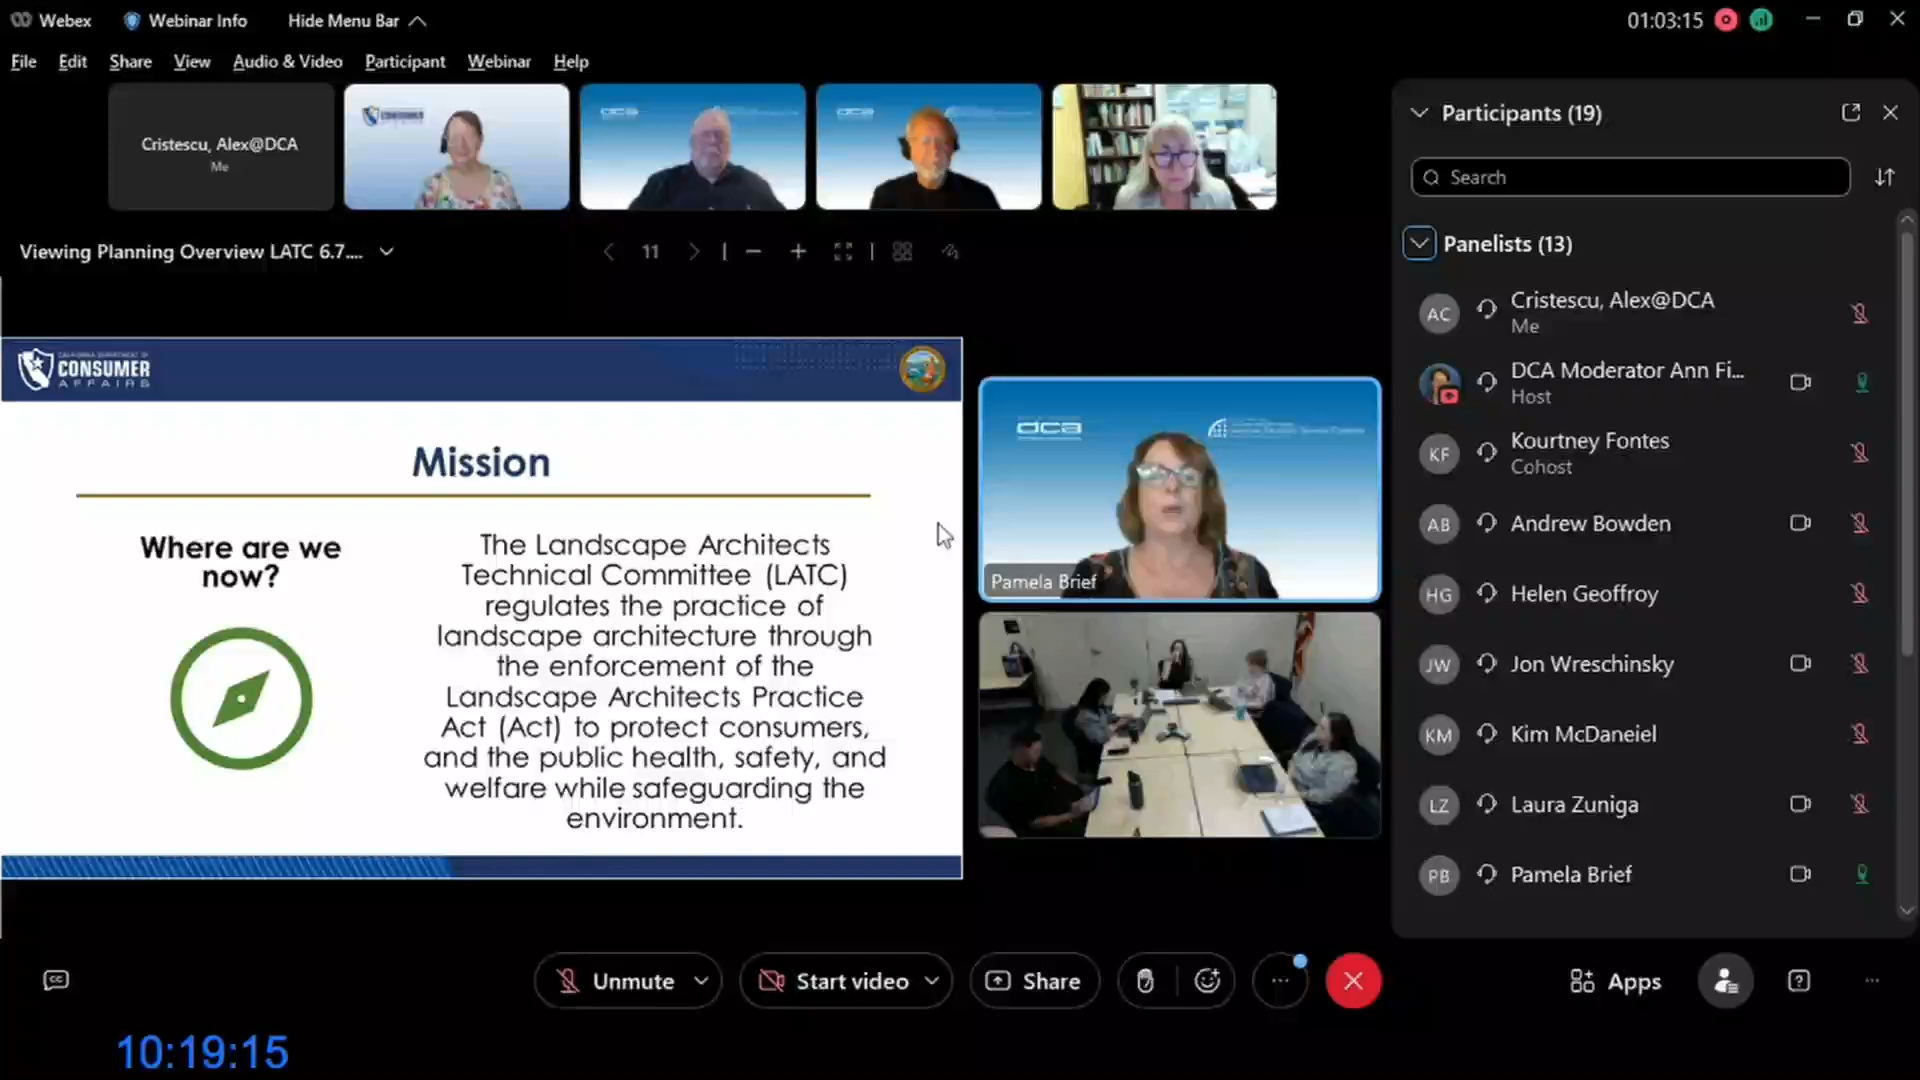 Webex
Webinar Info
Hide Menu Bar
01:03:15
File Edit Share View Audio & Video Participant Webinar Help
Cristescu, Alex@DCA
Me
CONSUMER
dca
dca
Viewing Planning Overview LATC 6.7....
11
CONSUMER
AFFAIRS
Mission
Where are we
now?
The Landscape Architects
Technical Committee (LATC)
regulates the practice of
landscape architecture through
the enforcement of the
Landscape Architects Practice
Act (Act) to protect consumers,
and the public health, safety, and
welfare while safeguarding the
environment.
dca
Pamela Brief
Participants (19)
Search
Panelists (13)
AC Cristescu, Alex@DCA
Me
DCA Moderator Ann Fi...
Host
KF Kourtney Fontes
Cohost
AB Andrew Bowden
HG Helen Geoffroy
JW Jon Wreschinsky
KM Kim McDaneiel
LZ Laura Zuniga
PB Pamela Brief
CC
Unmute
Start video
Share
Apps
10:19:15